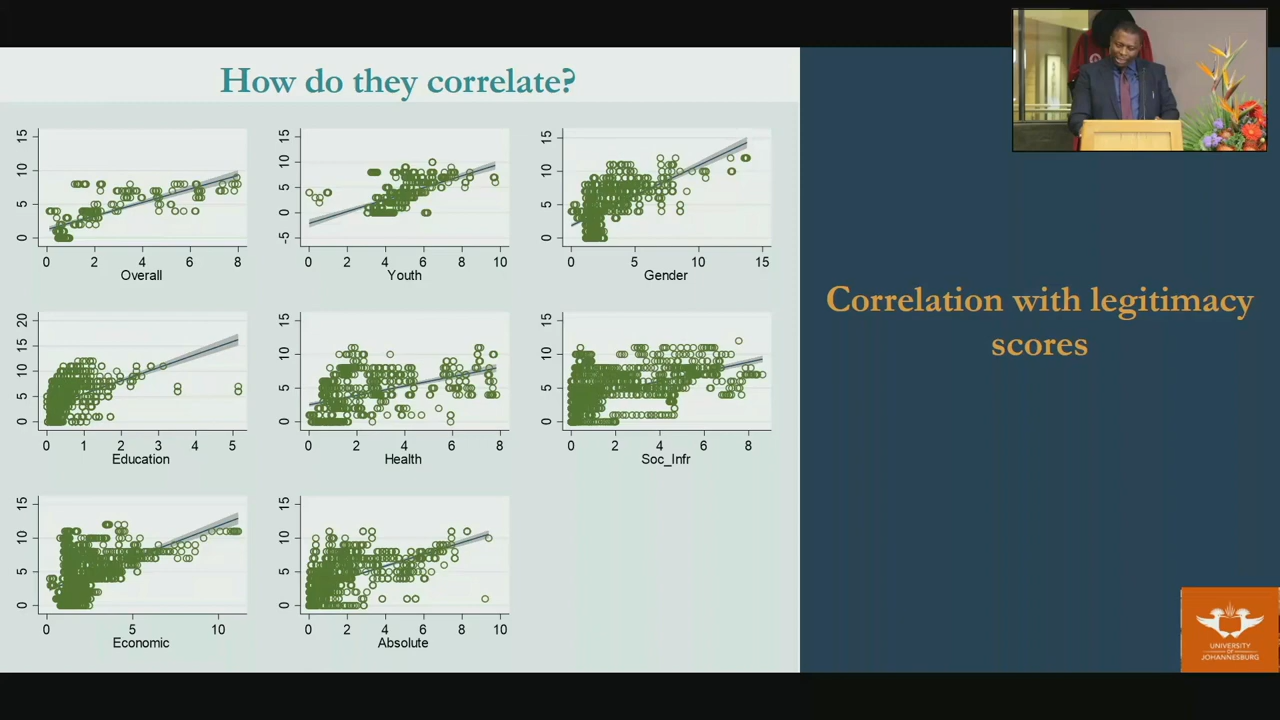 How do they correlate?
15
10
5
0
0 2 4 6 8
Overall
15
10
5
0
-5
0 2 4 6 8 10
Youth
15
10
5
0
0 5 10 15
Gender
20
15
10
5
0
0 1 2 3 4 5
Education
15
10
5
0
0 2 4 6 8
Health
15
10
5
0
0 2 4 6 8
Soc_Infr
15
10
5
0
0 5 10
Economic
15
10
5
0
0 2 4 6 8 10
Absolute
Correlation with legitimacy
scores
UNIVERSITY
OF
JOHANNESBURG